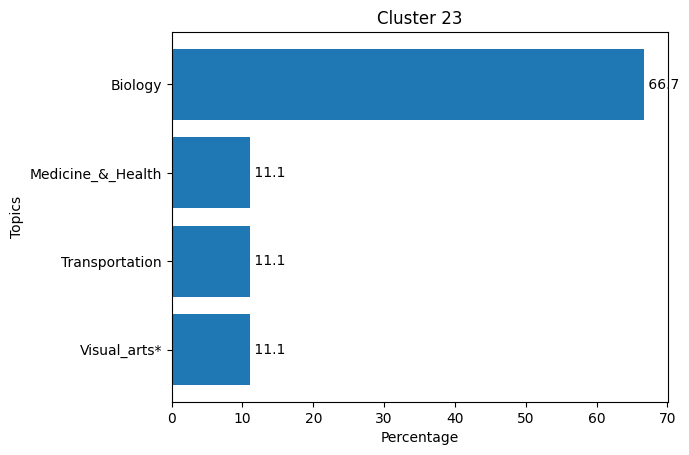 Cluster 23
Topics
Biology 66.7
Medicine_&_Health 11.1
Transportation 11.1
Visual_arts* 11.1
0 10 20 30 40 50 60 70
Percentage